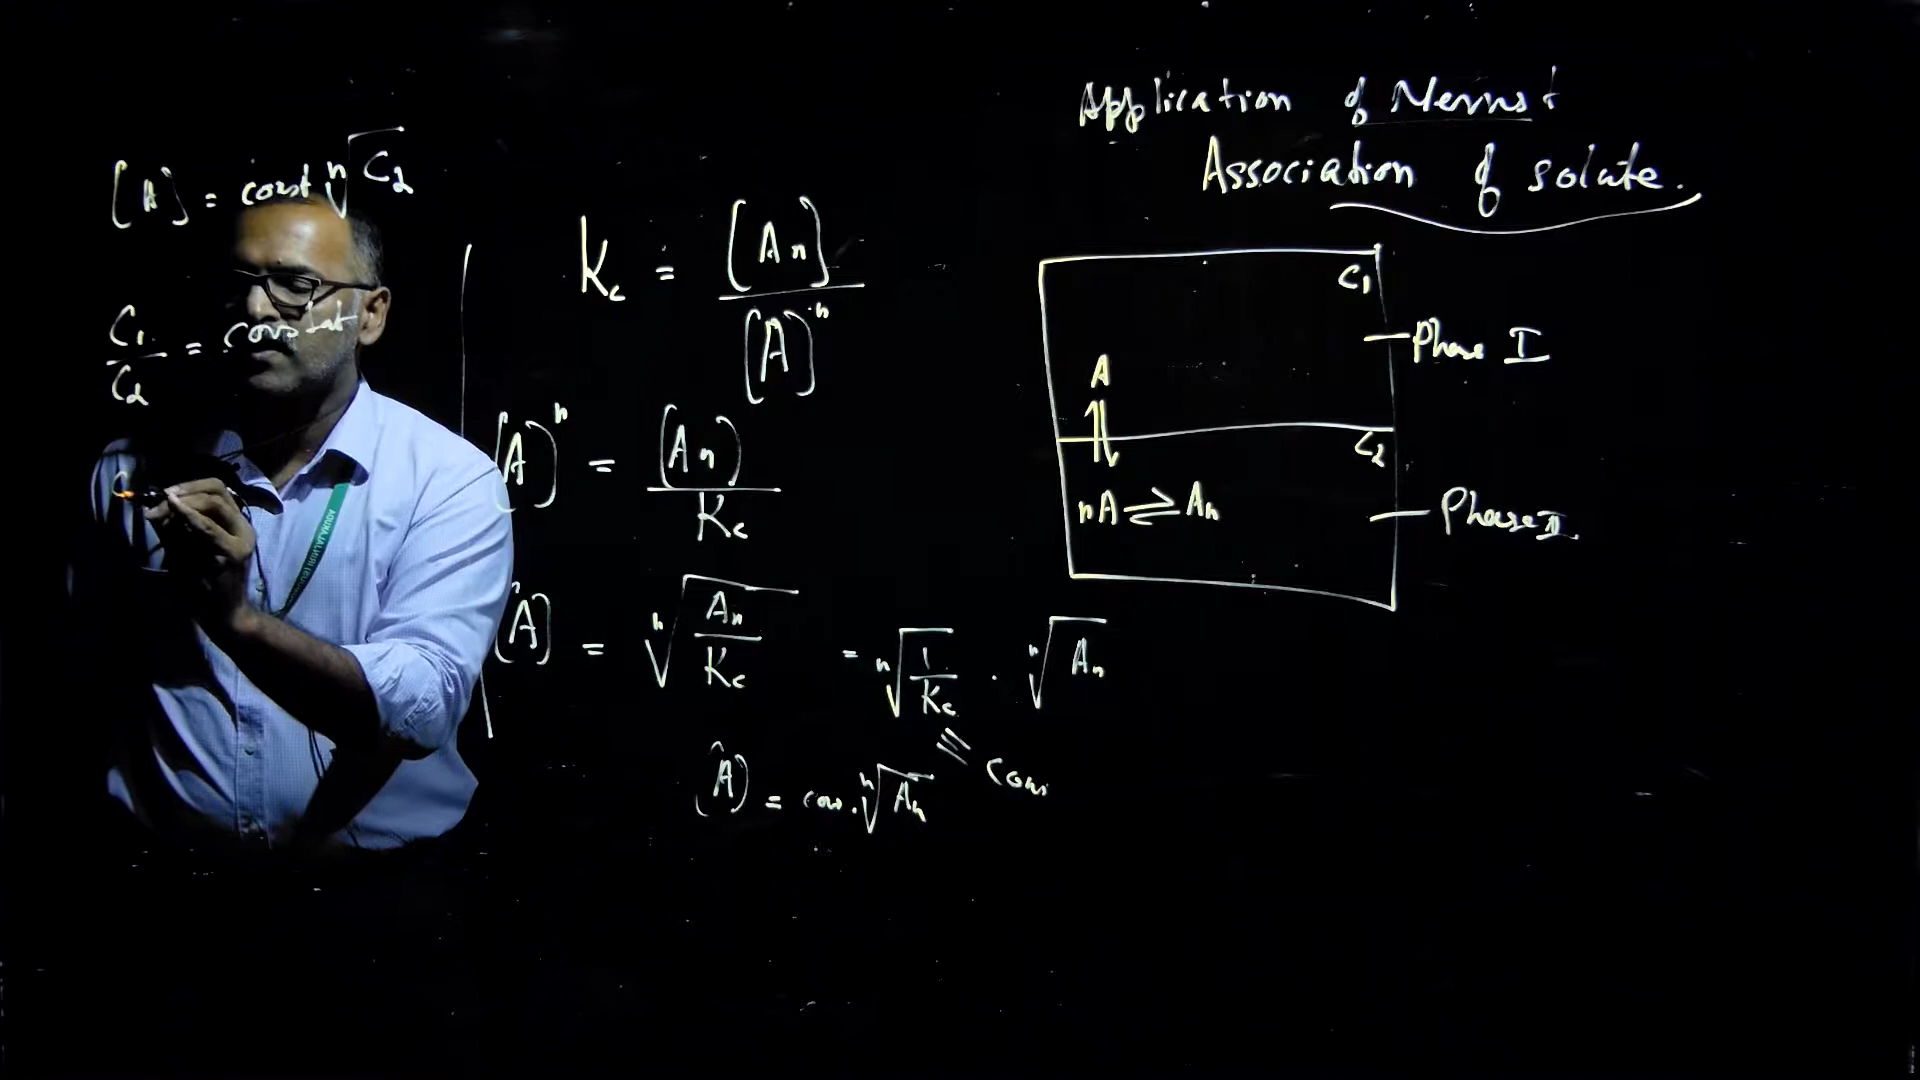 Application of Nernst
Association of solute.
[A] = const ⁿ√C₂
C₁/C₂ = constat
K꜀ = [Aₙ]/[A]ⁿ
[A]ⁿ = [Aₙ]/K꜀
[A] = ⁿ√(Aₙ/K꜀) = ⁿ√(1/K꜀) · ⁿ√Aₙ
con
[A] = con. ⁿ√Aₙ
C₁
Phase I
A
⇅
C₂
nA ⇌ Aₙ
Phase II